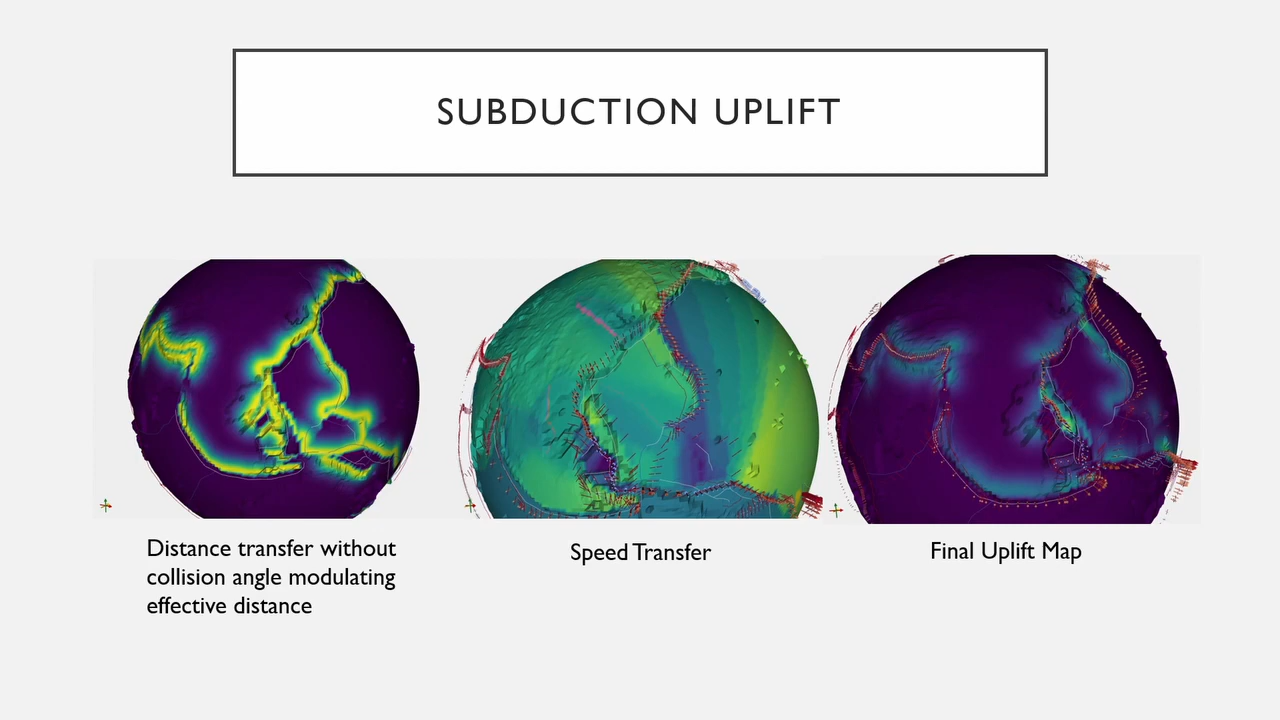 SUBDUCTION UPLIFT
Distance transfer without
collision angle modulating
effective distance
Speed Transfer
Final Uplift Map